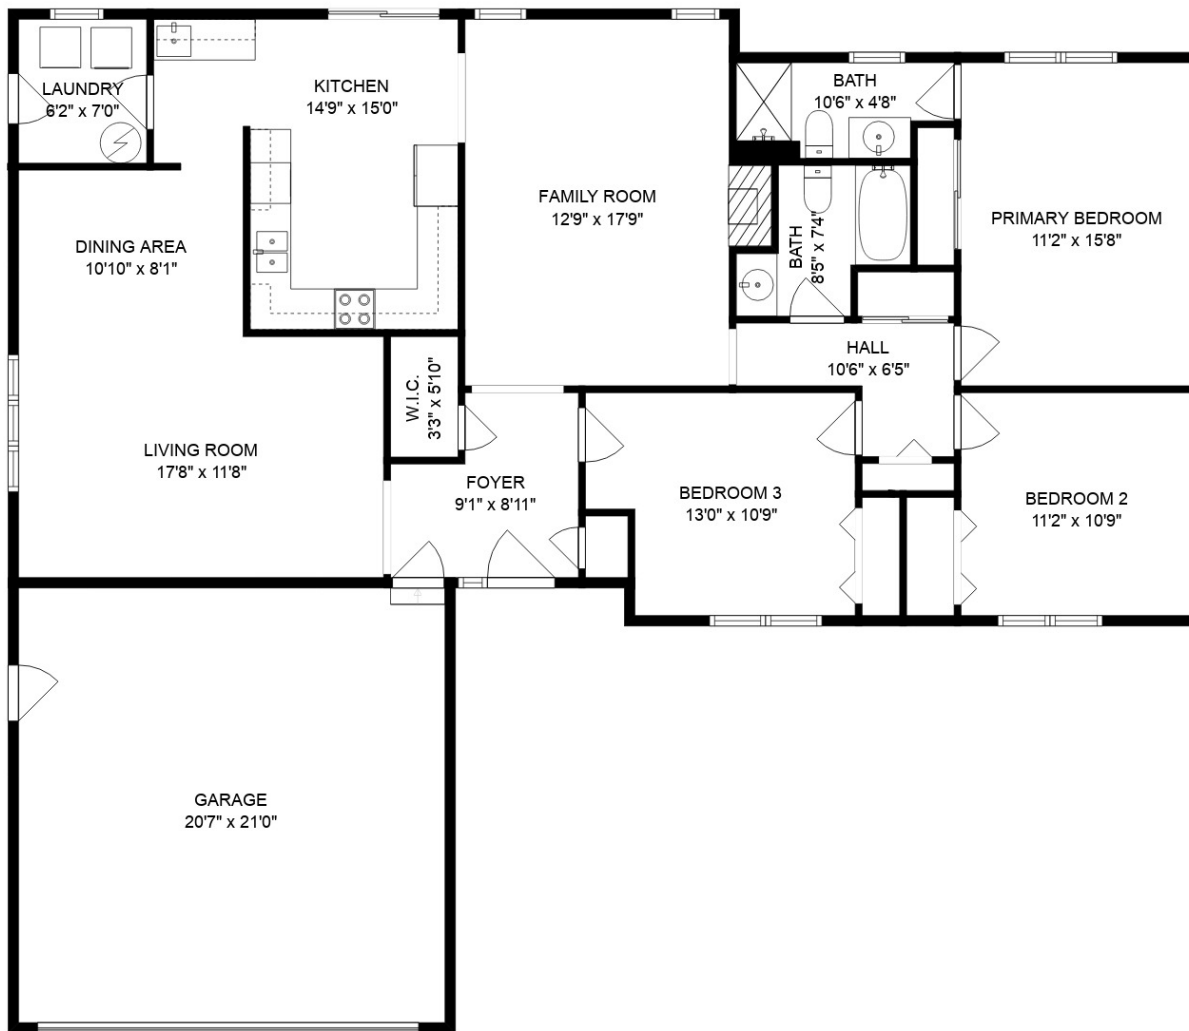 LAUNDRY
6'2" x 7'0"
KITCHEN
14'9" x 15'0"
BATH
10'6" x 4'8"
FAMILY ROOM
12'9" x 17'9"
PRIMARY BEDROOM
11'2" x 15'8"
DINING AREA
10'10" x 8'1"
BATH
8'5" x 7'4"
HALL
10'6" x 6'5"
W.I.C.
3'3" x 5'10"
LIVING ROOM
17'8" x 11'8"
FOYER
9'1" x 8'11"
BEDROOM 3
13'0" x 10'9"
BEDROOM 2
11'2" x 10'9"
GARAGE
20'7" x 21'0"